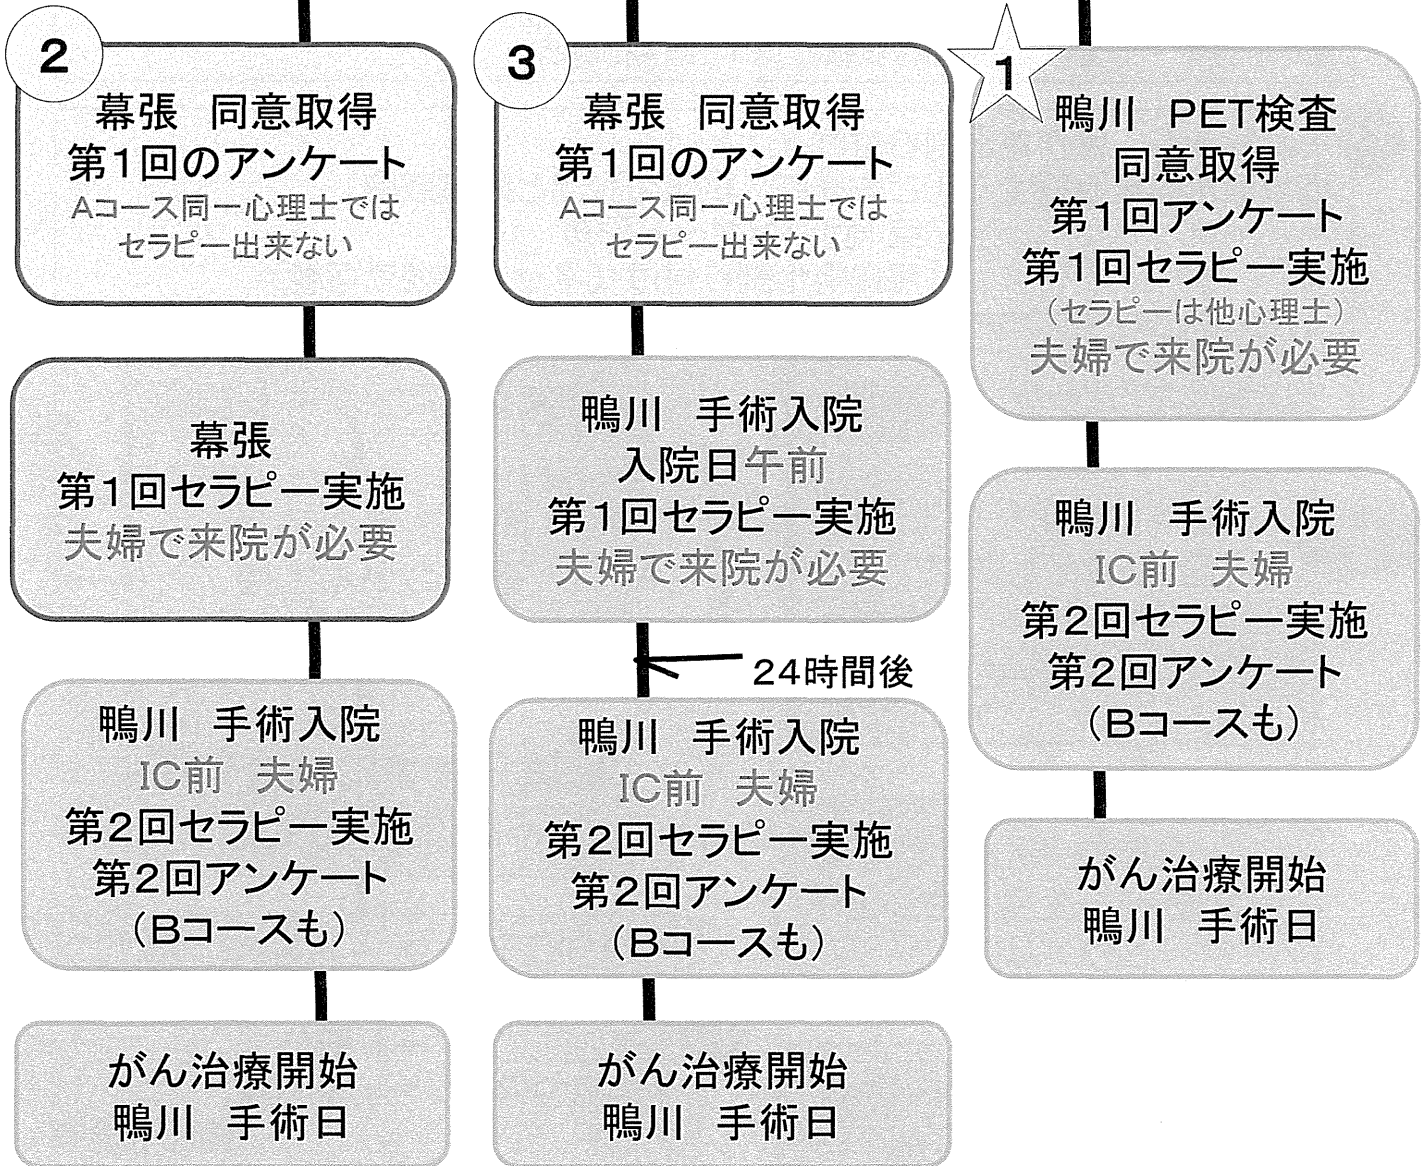 2
幕張 同意取得
第1回のアンケート
Aコース同一心理士では
セラピー出来ない
幕張
第1回セラピー実施
夫婦で来院が必要
鴨川 手術入院
IC前 夫婦
第2回セラピー実施
第2回アンケート
(Bコースも)
がん治療開始
鴨川 手術日
3
幕張 同意取得
第1回のアンケート
Aコース同一心理士では
セラピー出来ない
鴨川 手術入院
入院日午前
第1回セラピー実施
夫婦で来院が必要
24時間後
鴨川 手術入院
IC前 夫婦
第2回セラピー実施
第2回アンケート
(Bコースも)
がん治療開始
鴨川 手術日
1
鴨川 PET検査
同意取得
第1回アンケート
第1回セラピー実施
(セラピーは他心理士)
夫婦で来院が必要
鴨川 手術入院
IC前 夫婦
第2回セラピー実施
第2回アンケート
(Bコースも)
がん治療開始
鴨川 手術日